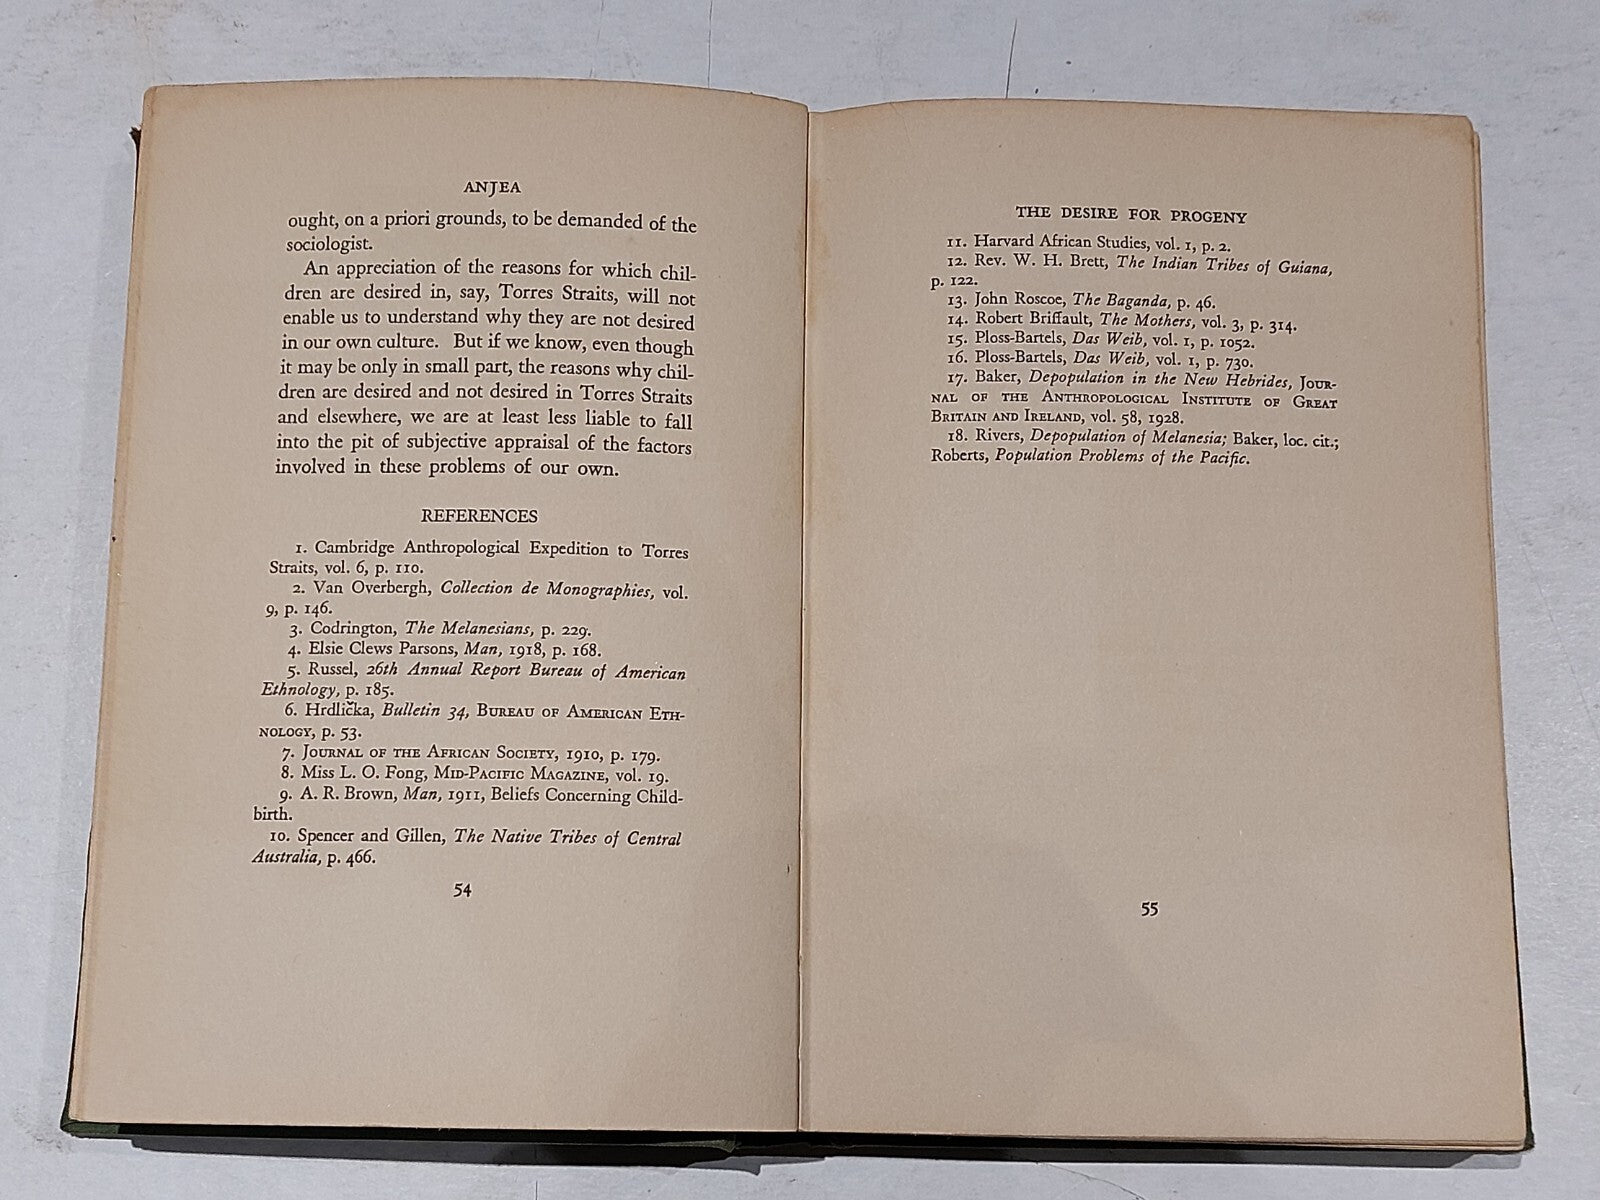 ANJEA
ought, on a priori grounds, to be demanded of the
sociologist.
An appreciation of the reasons for which chil-
dren are desired in, say, Torres Straits, will not
enable us to understand why they are not desired
in our own culture. But if we know, even though
it may be only in small part, the reasons why chil-
dren are desired and not desired in Torres Straits
and elsewhere, we are at least less liable to fall
into the pit of subjective appraisal of the factors
involved in these problems of our own.
REFERENCES
1. Cambridge Anthropological Expedition to Torres
Straits, vol. 6, p. 110.
2. Van Overbergh, Collection de Monographies, vol.
9, p. 146.
3. Codrington, The Melanesians, p. 229.
4. Elsie Clews Parsons, Man, 1918, p. 168.
5. Russel, 26th Annual Report Bureau of American
Ethnology, p. 185.
6. Hrdlička, Bulletin 34, BUREAU OF AMERICAN ETH-
NOLOGY, p. 53.
7. JOURNAL OF THE AFRICAN SOCIETY, 1910, p. 179.
8. Miss L. O. Fong, MID-PACIFIC MAGAZINE, vol. 19.
9. A. R. Brown, Man, 1911, Beliefs Concerning Child-
birth.
10. Spencer and Gillen, The Native Tribes of Central
Australia, p. 466.
54
THE DESIRE FOR PROGENY
11. Harvard African Studies, vol. 1, p. 2.
12. Rev. W. H. Brett, The Indian Tribes of Guiana,
p. 122.
13. John Roscoe, The Baganda, p. 46.
14. Robert Briffault, The Mothers, vol. 3, p. 314.
15. Ploss-Bartels, Das Weib, vol. 1, p. 1052.
16. Ploss-Bartels, Das Weib, vol. 1, p. 730.
17. Baker, Depopulation in the New Hebrides, JOUR-
NAL OF THE ANTHROPOLOGICAL INSTITUTE OF GREAT
BRITAIN AND IRELAND, vol. 58, 1928.
18. Rivers, Depopulation of Melanesia; Baker, loc. cit.;
Roberts, Population Problems of the Pacific.
55